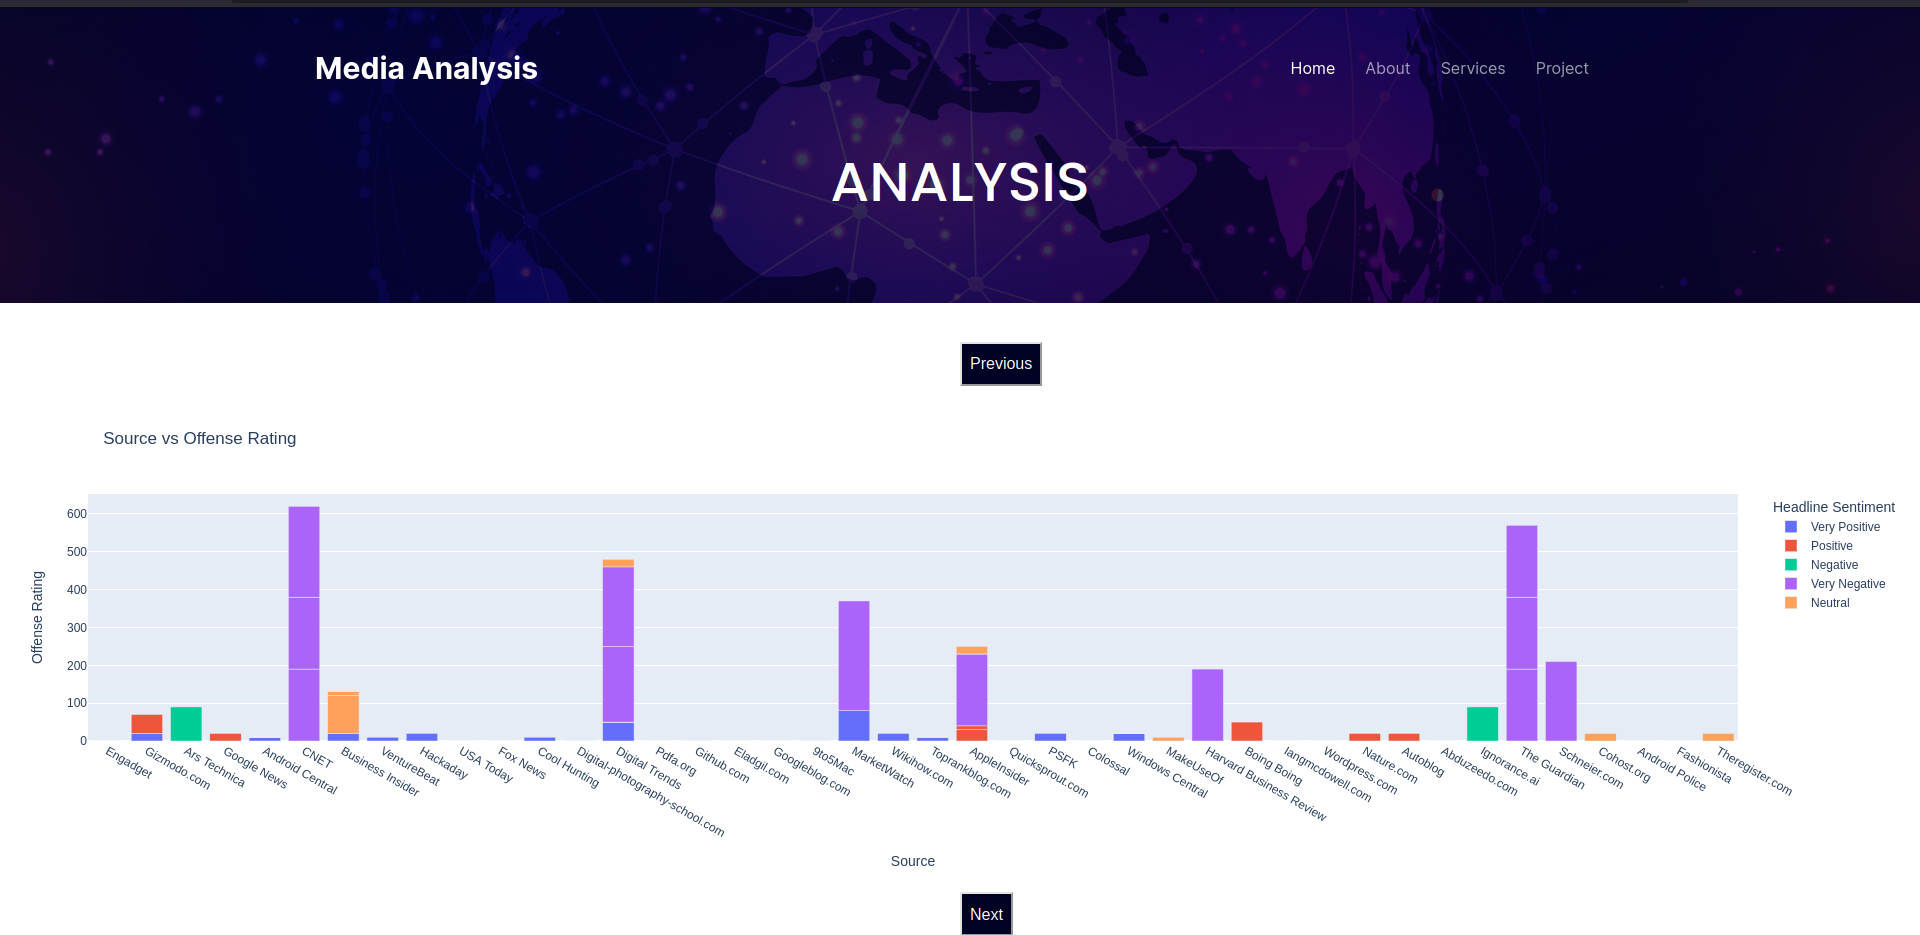 Media Analysis
Home About Services Project
ANALYSIS
Previous
Source vs Offense Rating
Offense Rating
600
500
400
300
200
100
0
Engadget
Gizmodo.com
Ars Technica
Google News
Android Central
CNET
Business Insider
VentureBeat
Hackaday
USA Today
Fox News
Cool Hunting
Digital-photography-school.com
Digital Trends
Pdfa.org
Github.com
Eladgil.com
Googleblog.com
9to5Mac
MarketWatch
Wikihow.com
Toprankblog.com
AppleInsider
Quicksprout.com
PSFK
Colossal
Windows Central
MakeUseOf
Harvard Business Review
Boing Boing
Iangmcdowell.com
Wordpress.com
Nature.com
Autoblog
Abduzeedo.com
Ignorance.ai
The Guardian
Schneier.com
Cohost.org
Android Police
Fashionista
Theregister.com
Source
Headline Sentiment
Very Positive
Positive
Negative
Very Negative
Neutral
Next